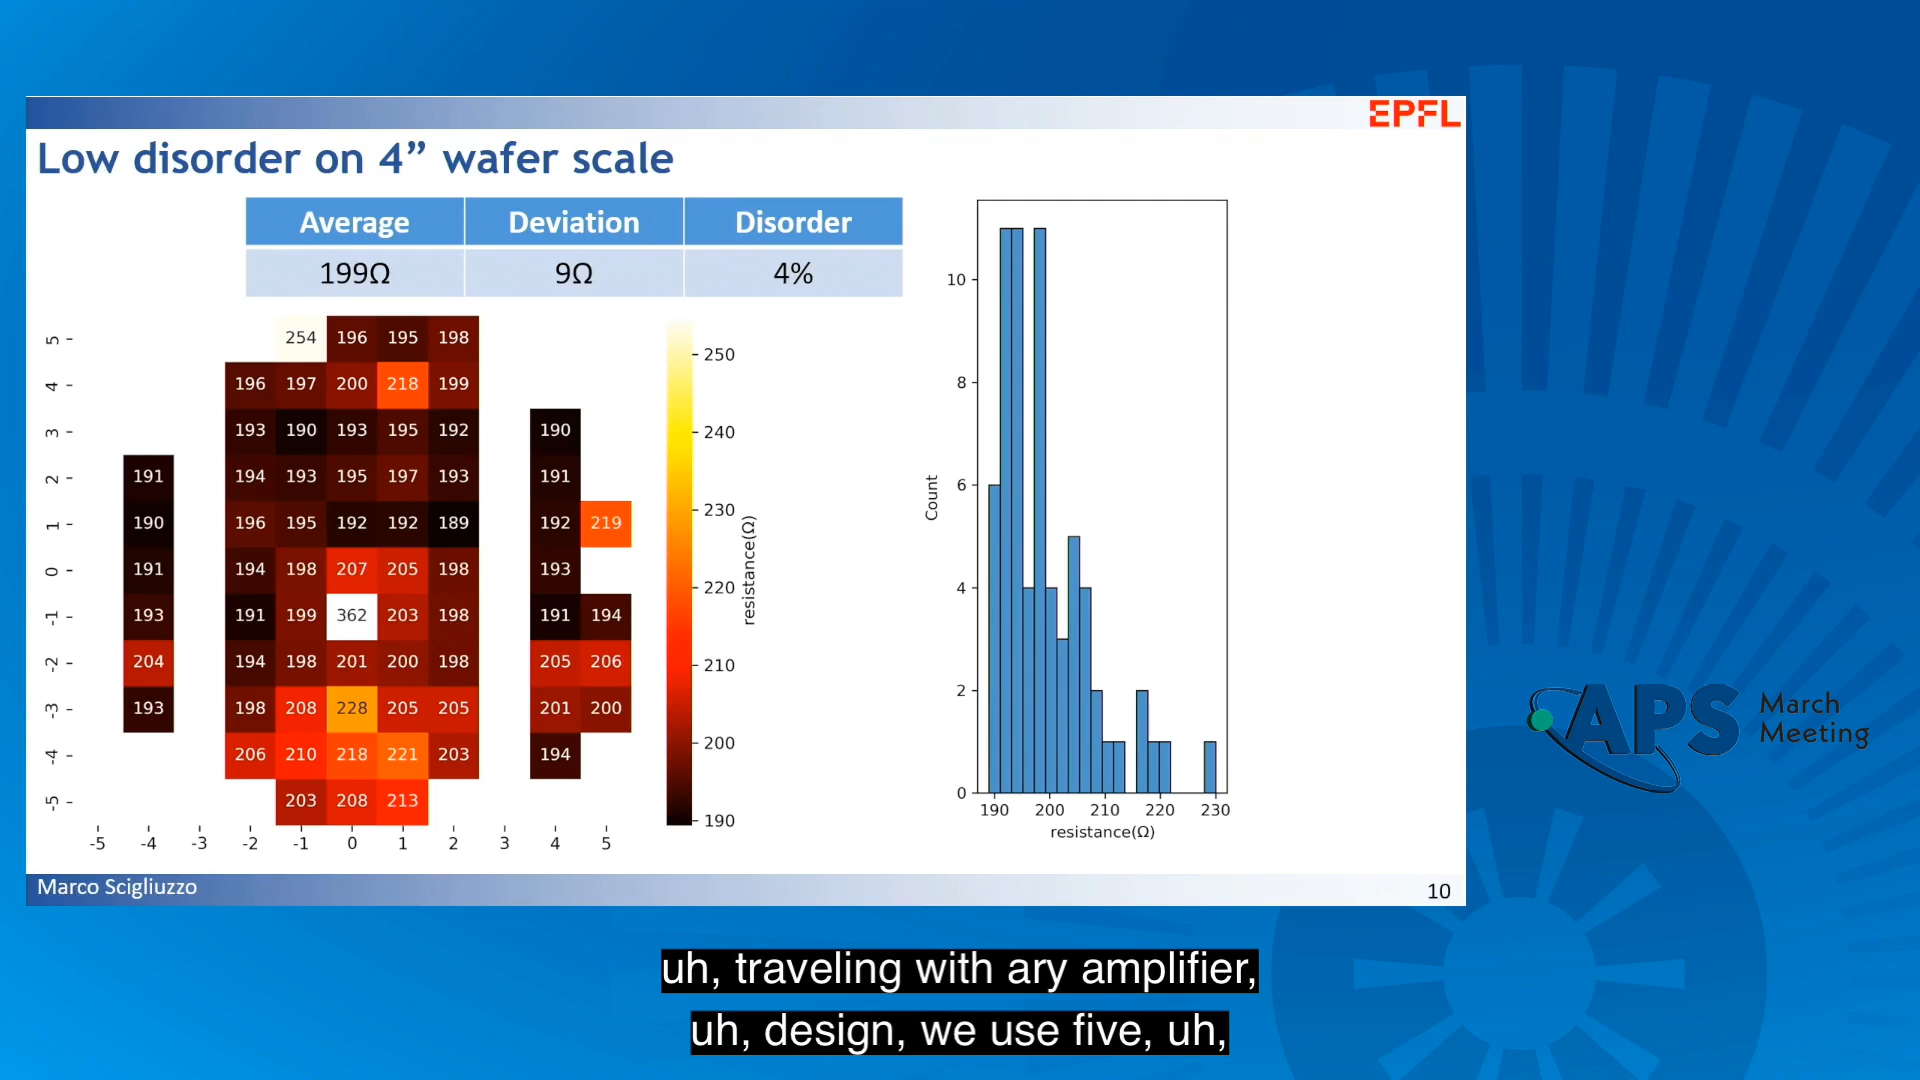 EPFL
Low disorder on 4” wafer scale
Average Deviation Disorder
199Ω 9Ω 4%
5 254 196 195 198
4 196 197 200 218 199
3 193 190 193 195 192 190
2 191 194 193 195 197 193 191
1 190 196 195 192 192 189 192 219
0 191 194 198 207 205 198 193
-1 193 191 199 362 203 198 191 194
-2 204 194 198 201 200 198 205 206
-3 193 198 208 228 205 205 201 200
-4 206 210 218 221 203 194
-5 203 208 213
-5 -4 -3 -2 -1 0 1 2 3 4 5
250
240
230
220
210
200
190
resistance(Ω)
10
8
6
4
2
0
Count
190 200 210 220 230
resistance(Ω)
Marco Scigliuzzo
10
APS March
Meeting
uh, traveling with ary amplifier,
uh, design, we use five, uh,